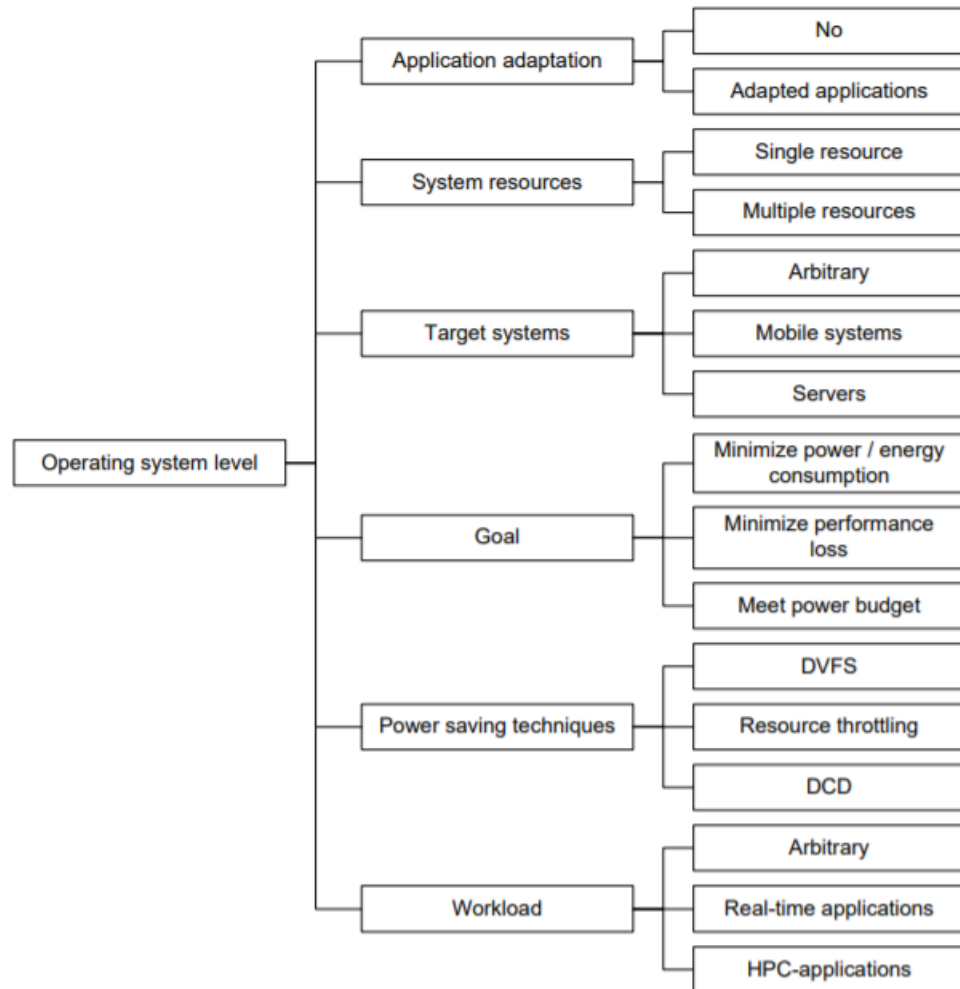 No
Application adaptation
Adapted applications
Single resource
System resources
Multiple resources
Arbitrary
Target systems
Mobile systems
Servers
Operating system level
Minimize power / energy
consumption
Goal
Minimize performance
loss
Meet power budget
DVFS
Power saving techniques
Resource throttling
DCD
Arbitrary
Workload
Real-time applications
HPC-applications